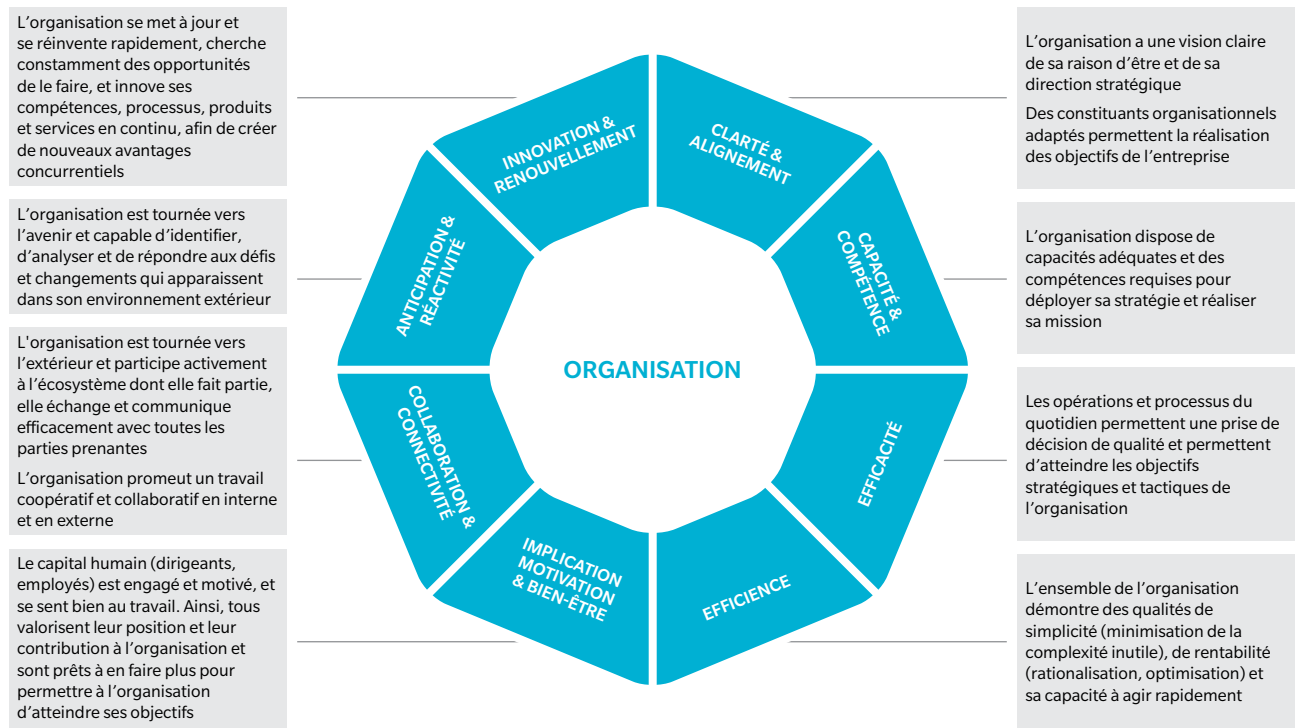 L’organisation se met à jour et
se réinvente rapidement, cherche
constamment des opportunités
de le faire, et innove ses
compétences, processus, produits
et services en continu, afin de créer
de nouveaux avantages
concurrentiels
L’organisation est tournée vers
l’avenir et capable d’identifier,
d’analyser et de répondre aux défis
et changements qui apparaissent
dans son environnement extérieur
L'organisation est tournée vers
l’extérieur et participe activement
à l’écosystème dont elle fait partie,
elle échange et communique
efficacement avec toutes les
parties prenantes
L’organisation promeut un travail
coopératif et collaboratif en interne
et en externe
Le capital humain (dirigeants,
employés) est engagé et motivé, et
se sent bien au travail. Ainsi, tous
valorisent leur position et leur
contribution à l’organisation et
sont prêts à en faire plus pour
permettre à l’organisation
d’atteindre ses objectifs
INNOVATION &
RENOUVELLEMENT
CLARTÉ &
ALIGNEMENT
ANTICIPATION &
RÉACTIVITÉ
CAPACITÉ &
COMPÉTENCE
ORGANISATION
COLLABORATION &
CONNECTIVITÉ
EFFICACITÉ
IMPLICATION
MOTIVATION
& BIEN-ÊTRE
EFFICIENCE
L’organisation a une vision claire
de sa raison d’être et de sa
direction stratégique
Des constituants organisationnels
adaptés permettent la réalisation
des objectifs de l’entreprise
L’organisation dispose de
capacités adéquates et des
compétences requises pour
déployer sa stratégie et réaliser
sa mission
Les opérations et processus du
quotidien permettent une prise de
décision de qualité et permettent
d’atteindre les objectifs
stratégiques et tactiques de
l’organisation
L’ensemble de l’organisation
démontre des qualités de
simplicité (minimisation de la
complexité inutile), de rentabilité
(rationalisation, optimisation) et
sa capacité à agir rapidement